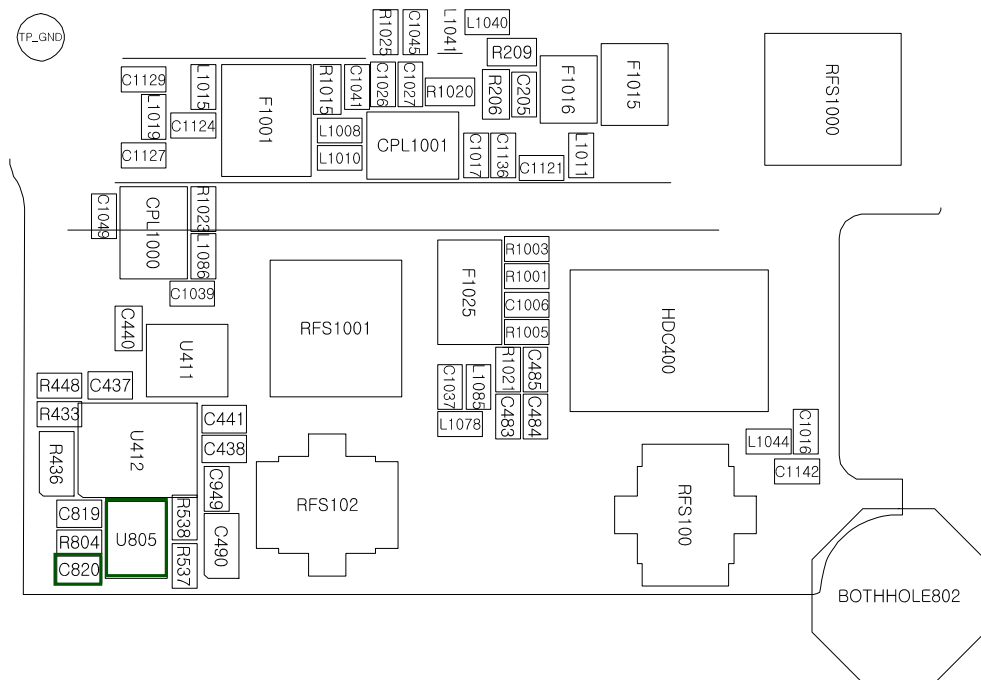 TP_GND
R1025
C1045
L1041
L1040
R209
C1129
L1015
F1001
R1015
C1041
C1026
C1027
R1020
R206
C205
F1016
F1015
RFS1000
L1019
C1124
L1008
CPL1001
C1127
L1010
C1017
C1136
C1121
L1011
C1049
CPL1000
R1023
L1086
C1039
F1025
R1003
R1001
C1006
R1005
C440
U411
RFS1001
HDC400
R1021
C485
R448
C437
C1037
L1085
R433
U412
C441
L1078
C483
C484
R436
C438
L1044
C1016
C949
C1142
C819
U805
R538
C490
RFS102
RFS100
R804
C820
R537
BOTHHOLE802